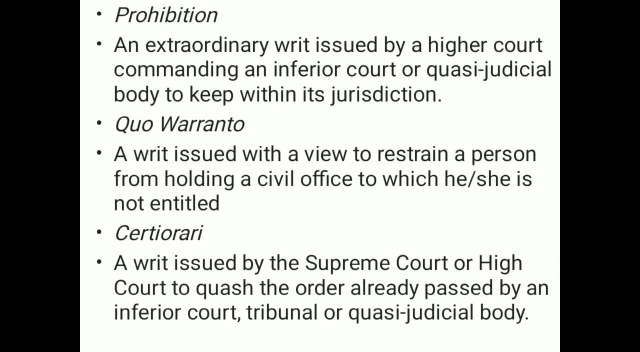 • Prohibition
• An extraordinary writ issued by a higher court
commanding an inferior court or quasi-judicial
body to keep within its jurisdiction.
• Quo Warranto
• A writ issued with a view to restrain a person
from holding a civil office to which he/she is
not entitled
• Certiorari
• A writ issued by the Supreme Court or High
Court to quash the order already passed by an
inferior court, tribunal or quasi-judicial body.